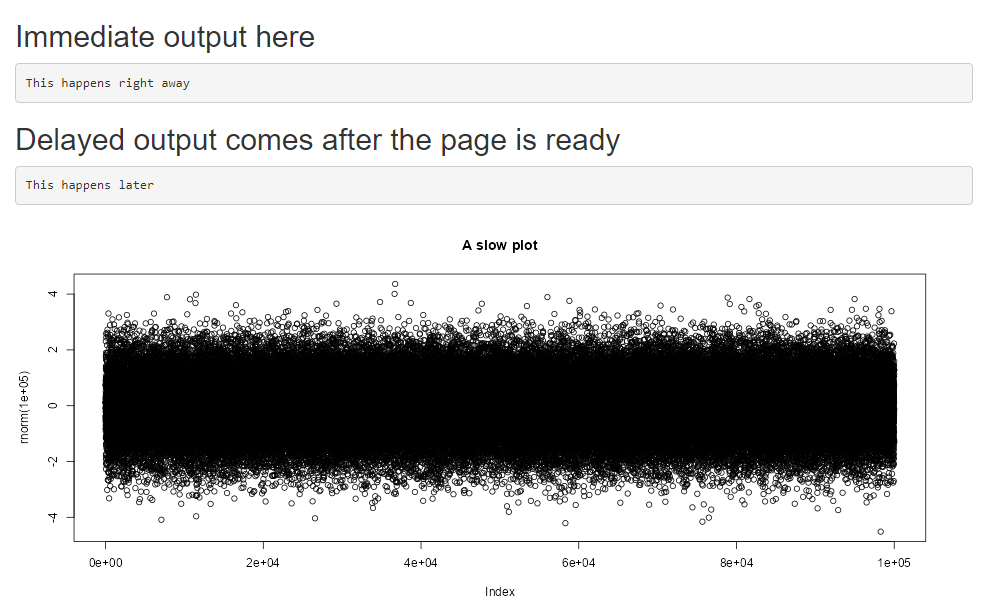 Immediate output here
This happens right away
Delayed output comes after the page is ready
This happens later
A slow plot
4
2
0
-2
-4
rnorm(1e+05)
0e+00 2e+04 4e+04 6e+04 8e+04 1e+05
Index